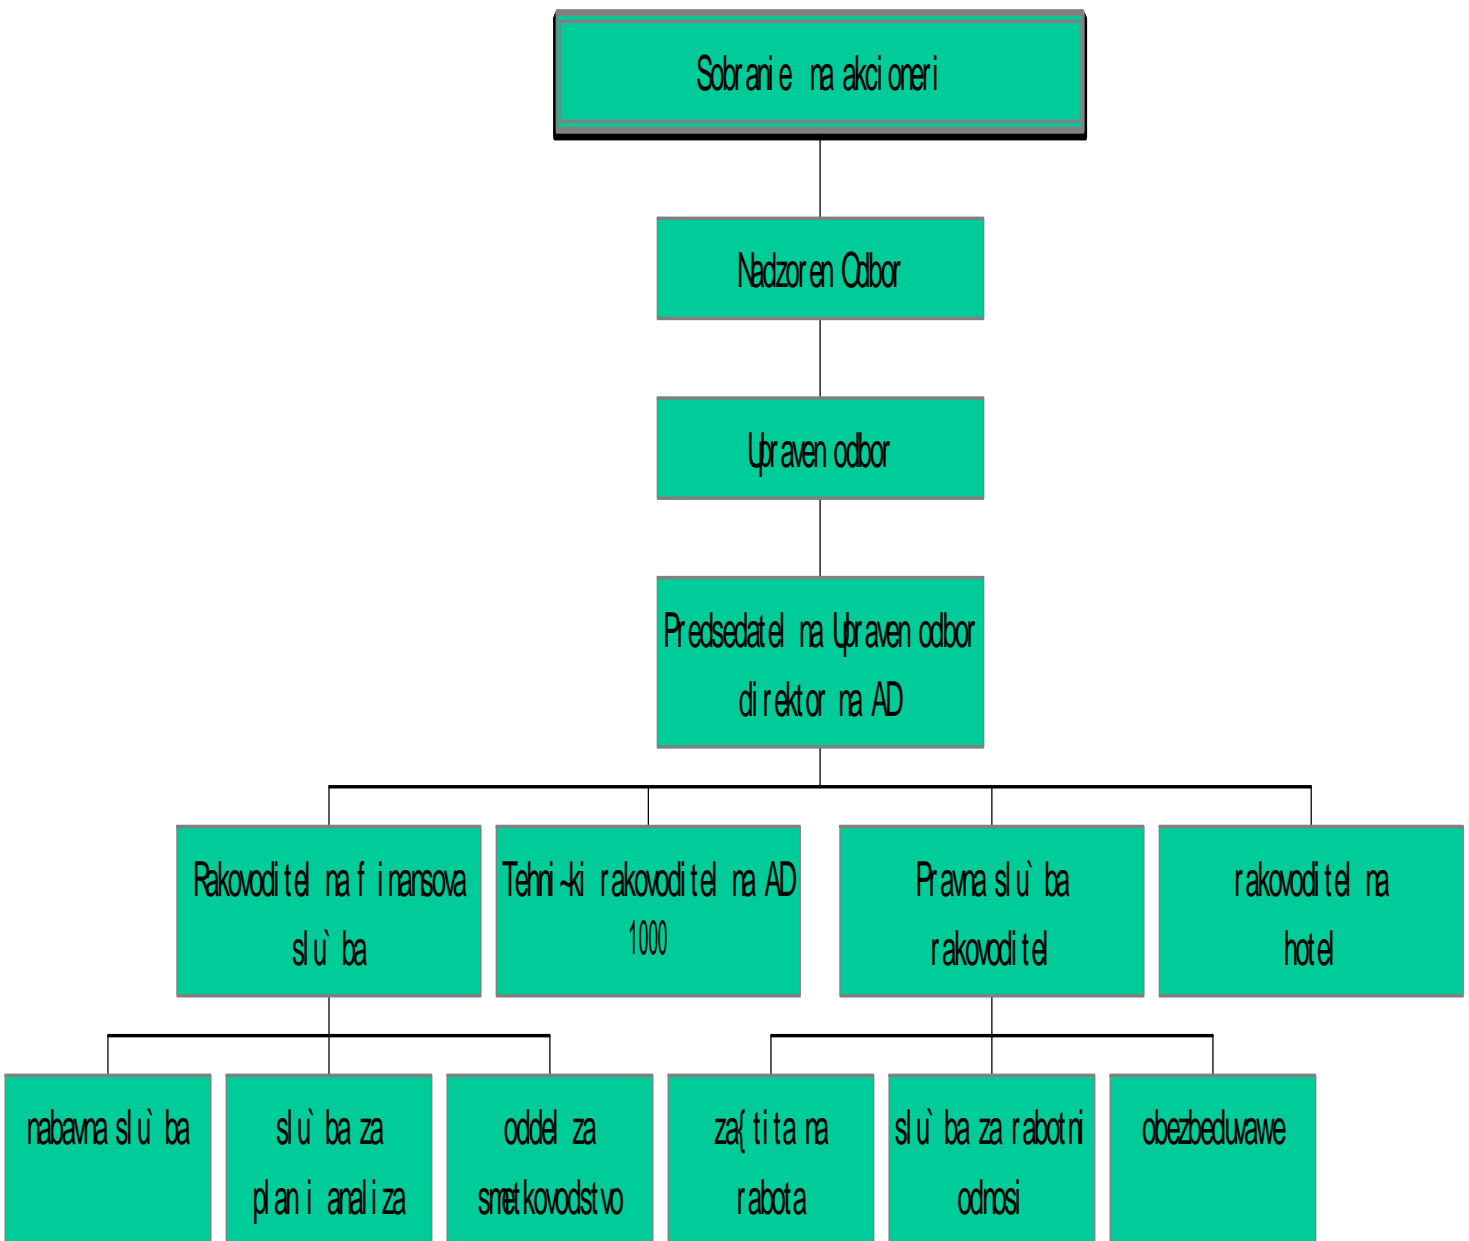 Sobranie na akcioneri
Nadzoren Odbor
Upraven odbor
Predsedatel na Upraven odbor
direktor na AD
Rakovoditel na finansova
slu`ba
Tehni~ki rakovoditel na AD
1000
Pravna slu`ba
rakovoditel
rakovoditel na
hotel
nabavna slu`ba
slu`ba za
plan i analiza
oddel za
smetkovodstvo
za{tita na
rabota
slu`ba za rabotni
odnosi
obezbeduvawe